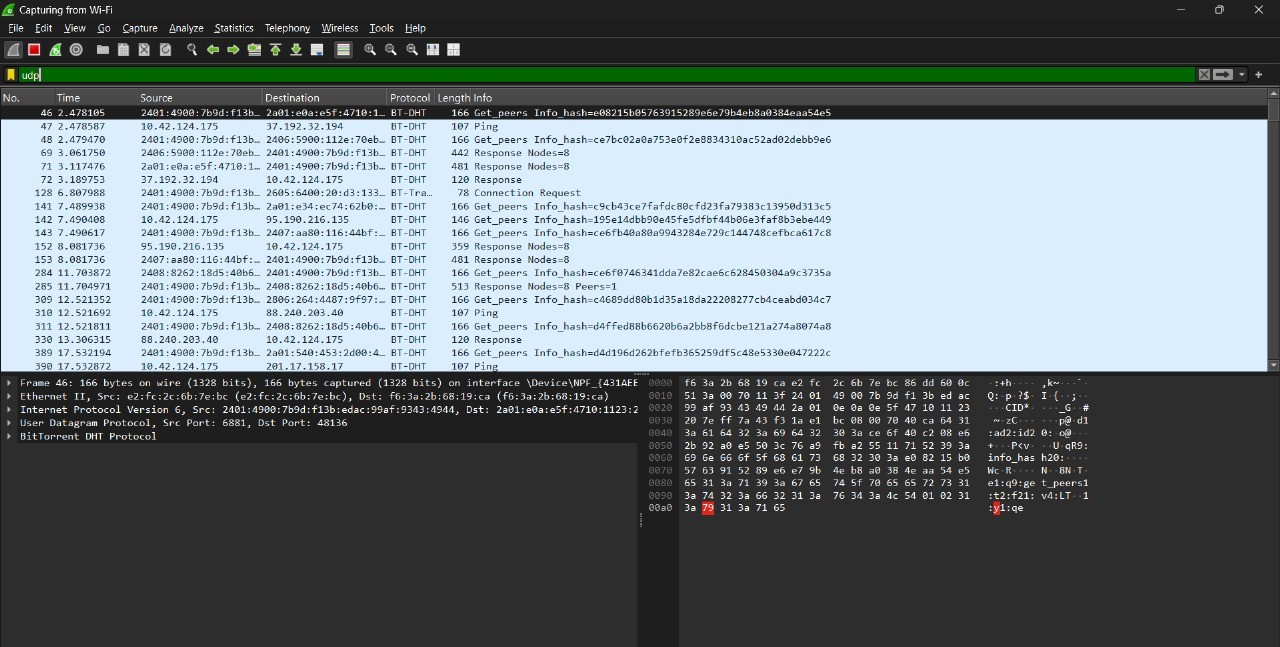 Capturing from Wi-Fi
File Edit View Go Capture Analyze Statistics Telephony Wireless Tools Help
udp
No. Time Source Destination Protocol Length Info
46 2.478105 2401:4900:7b9d:f13b… 2a01:e0a:e5f:4710:1… BT-DHT 166 Get_peers Info_hash=e08215b05763915289e6e79b4eb8a0384eaa54e5
47 2.478587 10.42.124.175 37.192.32.194 BT-DHT 107 Ping
48 2.479470 2401:4900:7b9d:f13b… 2406:5900:112e:70eb… BT-DHT 166 Get_peers Info_hash=ce7bc02a0a753e0f2e8834310ac52ad02debb9e6
69 3.061750 2406:5900:112e:70eb… 2401:4900:7b9d:f13b… BT-DHT 442 Response Nodes=8
71 3.117476 2a01:e0a:e5f:4710:1… 2401:4900:7b9d:f13b… BT-DHT 481 Response Nodes=8
72 3.189753 37.192.32.194 10.42.124.175 BT-DHT 120 Response
128 6.807988 2401:4900:7b9d:f13b… 2605:6400:20:d3:133… BT-Tra… 78 Connection Request
141 7.489938 2401:4900:7b9d:f13b… 2a01:e34:ec74:62b0:… BT-DHT 166 Get_peers Info_hash=c9cb43ce7fafdc80cfd23fa79383c13950d313c5
142 7.490408 10.42.124.175 95.190.216.135 BT-DHT 146 Get_peers Info_hash=195e14dbb90e45fe5dfbf44b06e3faf8b3ebe449
143 7.490617 2401:4900:7b9d:f13b… 2407:aa80:116:44bf:… BT-DHT 166 Get_peers Info_hash=ce6fb40a80a9943284e729c144748cefbca617c8
152 8.081736 95.190.216.135 10.42.124.175 BT-DHT 359 Response Nodes=8
153 8.081736 2407:aa80:116:44bf:… 2401:4900:7b9d:f13b… BT-DHT 481 Response Nodes=8
284 11.703872 2408:8262:18d5:40b6… 2401:4900:7b9d:f13b… BT-DHT 166 Get_peers Info_hash=ce6f0746341dda7e82cae6c628450304a9c3735a
285 11.704971 2401:4900:7b9d:f13b… 2408:8262:18d5:40b6… BT-DHT 513 Response Nodes=8 Peers=1
309 12.521352 2401:4900:7b9d:f13b… 2806:264:4487:9f97:… BT-DHT 166 Get_peers Info_hash=c4689dd80b1d35a18da22208277cb4ceabd034c7
310 12.521692 10.42.124.175 88.240.203.40 BT-DHT 107 Ping
311 12.521811 2401:4900:7b9d:f13b… 2408:8262:18d5:40b6… BT-DHT 166 Get_peers Info_hash=d4ffed88b6620b6a2bb8f6dcbe121a274a8074a8
330 13.306315 88.240.203.40 10.42.124.175 BT-DHT 120 Response
389 17.532194 2401:4900:7b9d:f13b… 2a01:540:453:2d00:4… BT-DHT 166 Get_peers Info_hash=d4d196d262bfefb365259df5c48e5330e047222c
390 17.532872 10.42.124.175 201.17.158.17 BT-DHT 107 Ping
Frame 46: 166 bytes on wire (1328 bits), 166 bytes captured (1328 bits) on interface \Device\NPF_{431AEE
Ethernet II, Src: e2:fc:2c:6b:7e:bc (e2:fc:2c:6b:7e:bc), Dst: f6:3a:2b:68:19:ca (f6:3a:2b:68:19:ca)
Internet Protocol Version 6, Src: 2401:4900:7b9d:f13b:edac:99af:9343:4944, Dst: 2a01:e0a:e5f:4710:1123:2
User Datagram Protocol, Src Port: 6881, Dst Port: 48136
BitTorrent DHT Protocol
0000 f6 3a 2b 68 19 ca e2 fc 2c 6b 7e bc 86 dd 60 0c ·:+h···· ,k~···`·
0010 51 3a 00 70 11 3f 24 01 49 00 7b 9d f1 3b ed ac Q:·p·?$· I·{··;··
0020 99 af 93 43 49 44 2a 01 0e 0a 0e 5f 47 10 11 23 ···CID*· ···_G··#
0030 20 7e ff 7a 43 f3 1a e1 bc 08 00 70 40 ca 64 31 ~·zC··· ···p@·d1
0040 3a 61 64 32 3a 69 64 32 30 3a ce 6f 40 c2 08 e6 :ad2:id2 0:·o@···
0050 2b 92 a0 e5 50 3c 76 a9 fb a2 55 11 71 52 39 3a +···P<v· ··U·qR9:
0060 69 6e 66 6f 5f 68 61 73 68 32 30 3a e0 82 15 b0 info_has h20:····
0070 57 63 91 52 89 e6 e7 9b 4e b8 a0 38 4e aa 54 e5 Wc·R···· N··8N·T·
0080 65 31 3a 71 39 3a 67 65 74 5f 70 65 65 72 73 31 e1:q9:ge t_peers1
0090 3a 74 32 3a 66 32 31 3a 76 34 3a 4c 54 01 02 31 :t2:f21: v4:LT··1
00a0 3a 79 31 3a 71 65 :y1:qe